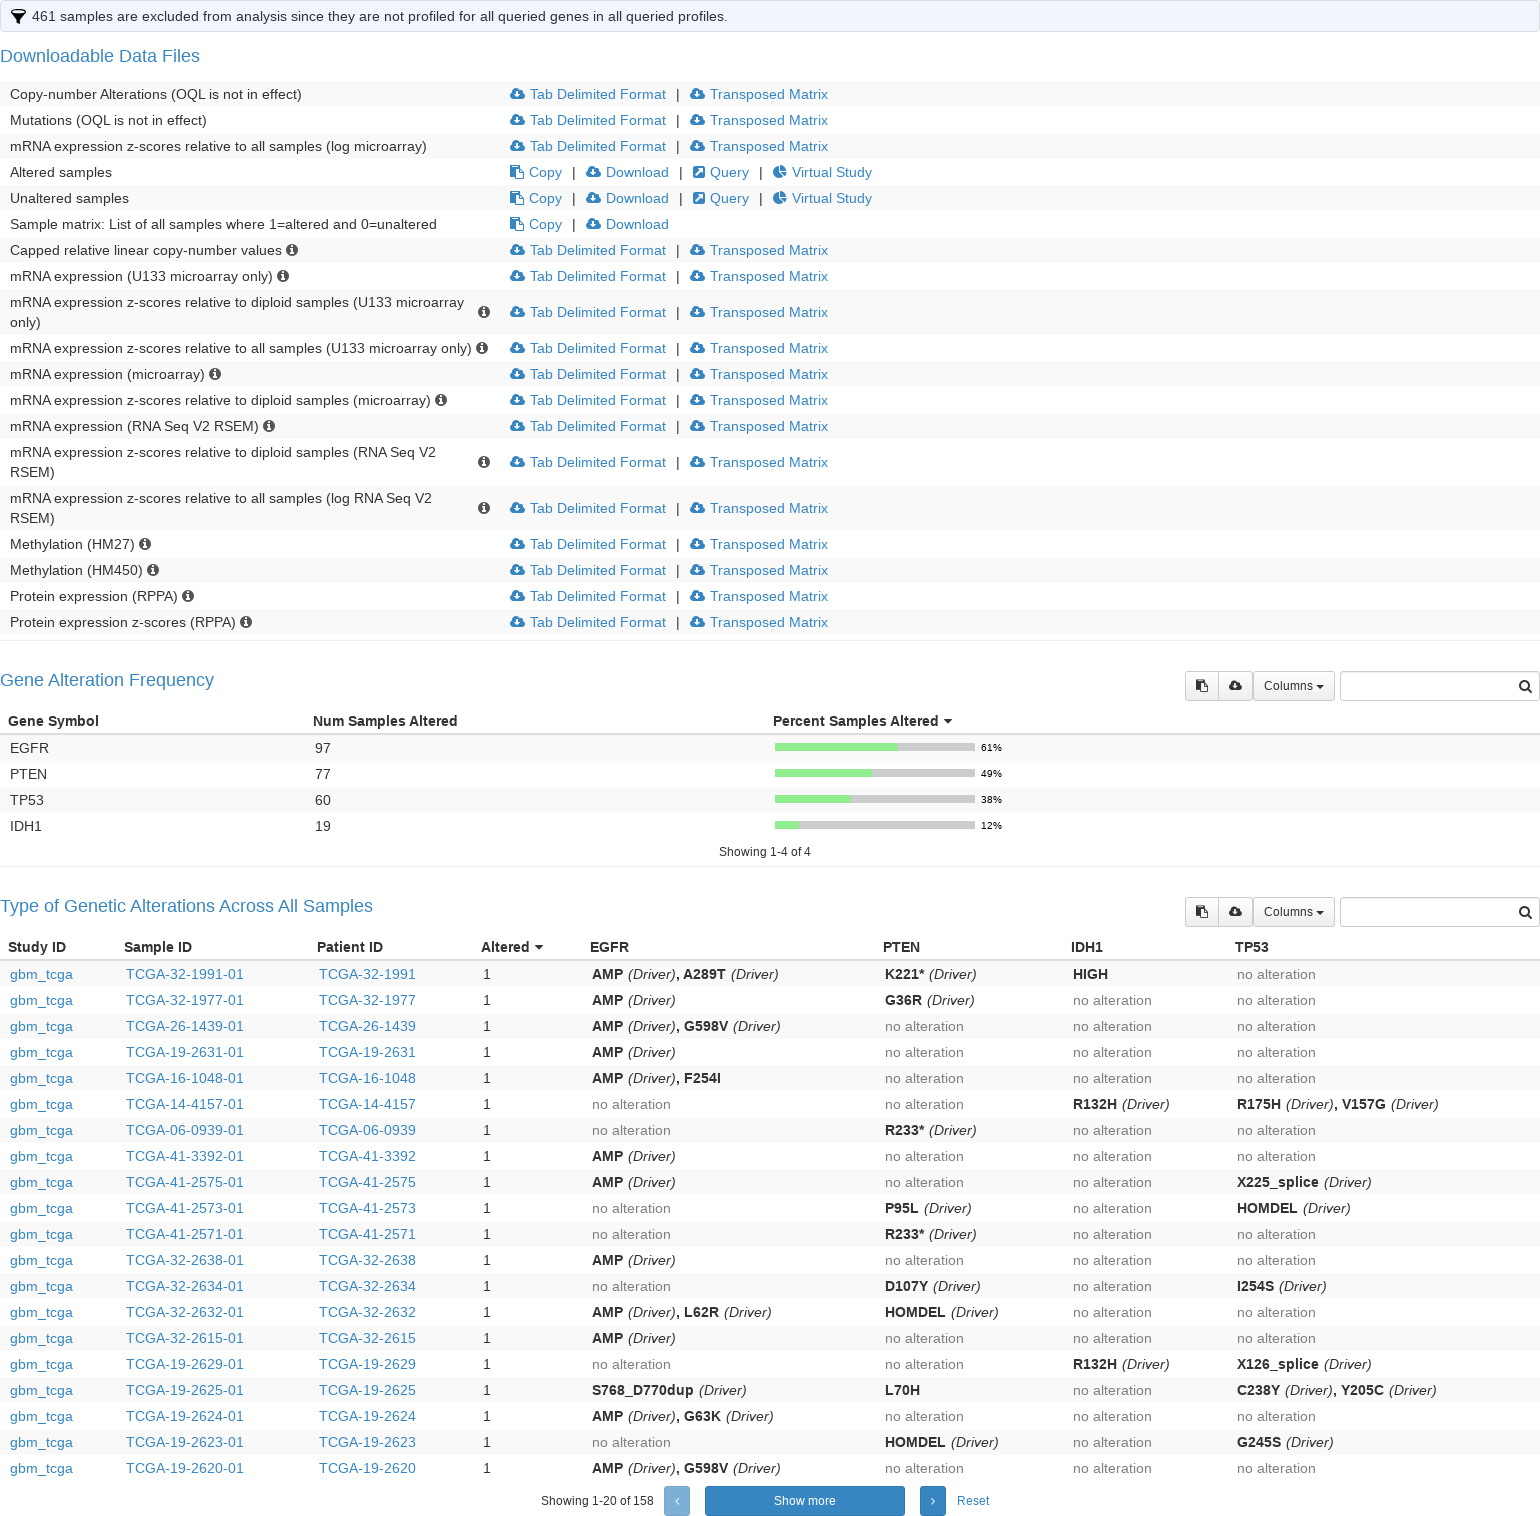 461 samples are excluded from analysis since they are not profiled for all queried genes in all queried profiles.
Downloadable Data Files
Copy-number Alterations (OQL is not in effect) Tab Delimited Format | Transposed Matrix
Mutations (OQL is not in effect) Tab Delimited Format | Transposed Matrix
mRNA expression z-scores relative to all samples (log microarray) Tab Delimited Format | Transposed Matrix
Altered samples Copy | Download | Query | Virtual Study
Unaltered samples Copy | Download | Query | Virtual Study
Sample matrix: List of all samples where 1=altered and 0=unaltered Copy | Download
Capped relative linear copy-number values Tab Delimited Format | Transposed Matrix
mRNA expression (U133 microarray only) Tab Delimited Format | Transposed Matrix
mRNA expression z-scores relative to diploid samples (U133 microarray
only) Tab Delimited Format | Transposed Matrix
mRNA expression z-scores relative to all samples (U133 microarray only) Tab Delimited Format | Transposed Matrix
mRNA expression (microarray) Tab Delimited Format | Transposed Matrix
mRNA expression z-scores relative to diploid samples (microarray) Tab Delimited Format | Transposed Matrix
mRNA expression (RNA Seq V2 RSEM) Tab Delimited Format | Transposed Matrix
mRNA expression z-scores relative to diploid samples (RNA Seq V2
RSEM) Tab Delimited Format | Transposed Matrix
mRNA expression z-scores relative to all samples (log RNA Seq V2
RSEM) Tab Delimited Format | Transposed Matrix
Methylation (HM27) Tab Delimited Format | Transposed Matrix
Methylation (HM450) Tab Delimited Format | Transposed Matrix
Protein expression (RPPA) Tab Delimited Format | Transposed Matrix
Protein expression z-scores (RPPA) Tab Delimited Format | Transposed Matrix
Gene Alteration Frequency Columns
Gene Symbol Num Samples Altered Percent Samples Altered
EGFR 97 61%
PTEN 77 49%
TP53 60 38%
IDH1 19 12%
Showing 1-4 of 4
Type of Genetic Alterations Across All Samples Columns
Study ID Sample ID Patient ID Altered EGFR PTEN IDH1 TP53
gbm_tcga TCGA-32-1991-01 TCGA-32-1991 1 AMP (Driver), A289T (Driver) K221* (Driver) HIGH no alteration
gbm_tcga TCGA-32-1977-01 TCGA-32-1977 1 AMP (Driver) G36R (Driver) no alteration no alteration
gbm_tcga TCGA-26-1439-01 TCGA-26-1439 1 AMP (Driver), G598V (Driver) no alteration no alteration no alteration
gbm_tcga TCGA-19-2631-01 TCGA-19-2631 1 AMP (Driver) no alteration no alteration no alteration
gbm_tcga TCGA-16-1048-01 TCGA-16-1048 1 AMP (Driver), F254I no alteration no alteration no alteration
gbm_tcga TCGA-14-4157-01 TCGA-14-4157 1 no alteration no alteration R132H (Driver) R175H (Driver), V157G (Driver)
gbm_tcga TCGA-06-0939-01 TCGA-06-0939 1 no alteration R233* (Driver) no alteration no alteration
gbm_tcga TCGA-41-3392-01 TCGA-41-3392 1 AMP (Driver) no alteration no alteration no alteration
gbm_tcga TCGA-41-2575-01 TCGA-41-2575 1 AMP (Driver) no alteration no alteration X225_splice (Driver)
gbm_tcga TCGA-41-2573-01 TCGA-41-2573 1 no alteration P95L (Driver) no alteration HOMDEL (Driver)
gbm_tcga TCGA-41-2571-01 TCGA-41-2571 1 no alteration R233* (Driver) no alteration no alteration
gbm_tcga TCGA-32-2638-01 TCGA-32-2638 1 AMP (Driver) no alteration no alteration no alteration
gbm_tcga TCGA-32-2634-01 TCGA-32-2634 1 no alteration D107Y (Driver) no alteration I254S (Driver)
gbm_tcga TCGA-32-2632-01 TCGA-32-2632 1 AMP (Driver), L62R (Driver) HOMDEL (Driver) no alteration no alteration
gbm_tcga TCGA-32-2615-01 TCGA-32-2615 1 AMP (Driver) no alteration no alteration no alteration
gbm_tcga TCGA-19-2629-01 TCGA-19-2629 1 no alteration no alteration R132H (Driver) X126_splice (Driver)
gbm_tcga TCGA-19-2625-01 TCGA-19-2625 1 S768_D770dup (Driver) L70H no alteration C238Y (Driver), Y205C (Driver)
gbm_tcga TCGA-19-2624-01 TCGA-19-2624 1 AMP (Driver), G63K (Driver) no alteration no alteration no alteration
gbm_tcga TCGA-19-2623-01 TCGA-19-2623 1 no alteration HOMDEL (Driver) no alteration G245S (Driver)
gbm_tcga TCGA-19-2620-01 TCGA-19-2620 1 AMP (Driver), G598V (Driver) no alteration no alteration no alteration
Showing 1-20 of 158 ‹ Show more › Reset